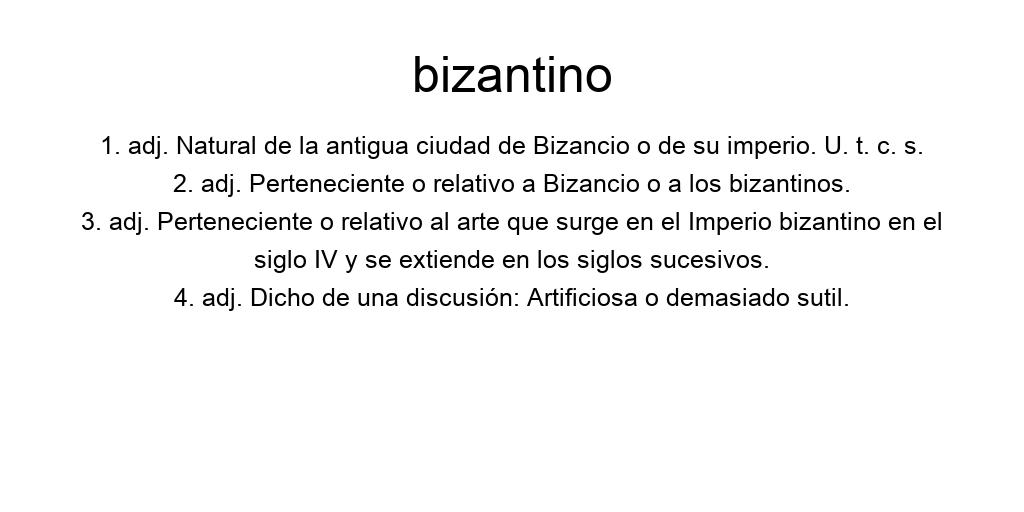 bizantino
1. adj. Natural de la antigua ciudad de Bizancio o de su imperio. U. t. c. s.
2. adj. Perteneciente o relativo a Bizancio o a los bizantinos.
3. adj. Perteneciente o relativo al arte que surge en el Imperio bizantino en el
siglo IV y se extiende en los siglos sucesivos.
4. adj. Dicho de una discusión: Artificiosa o demasiado sutil.